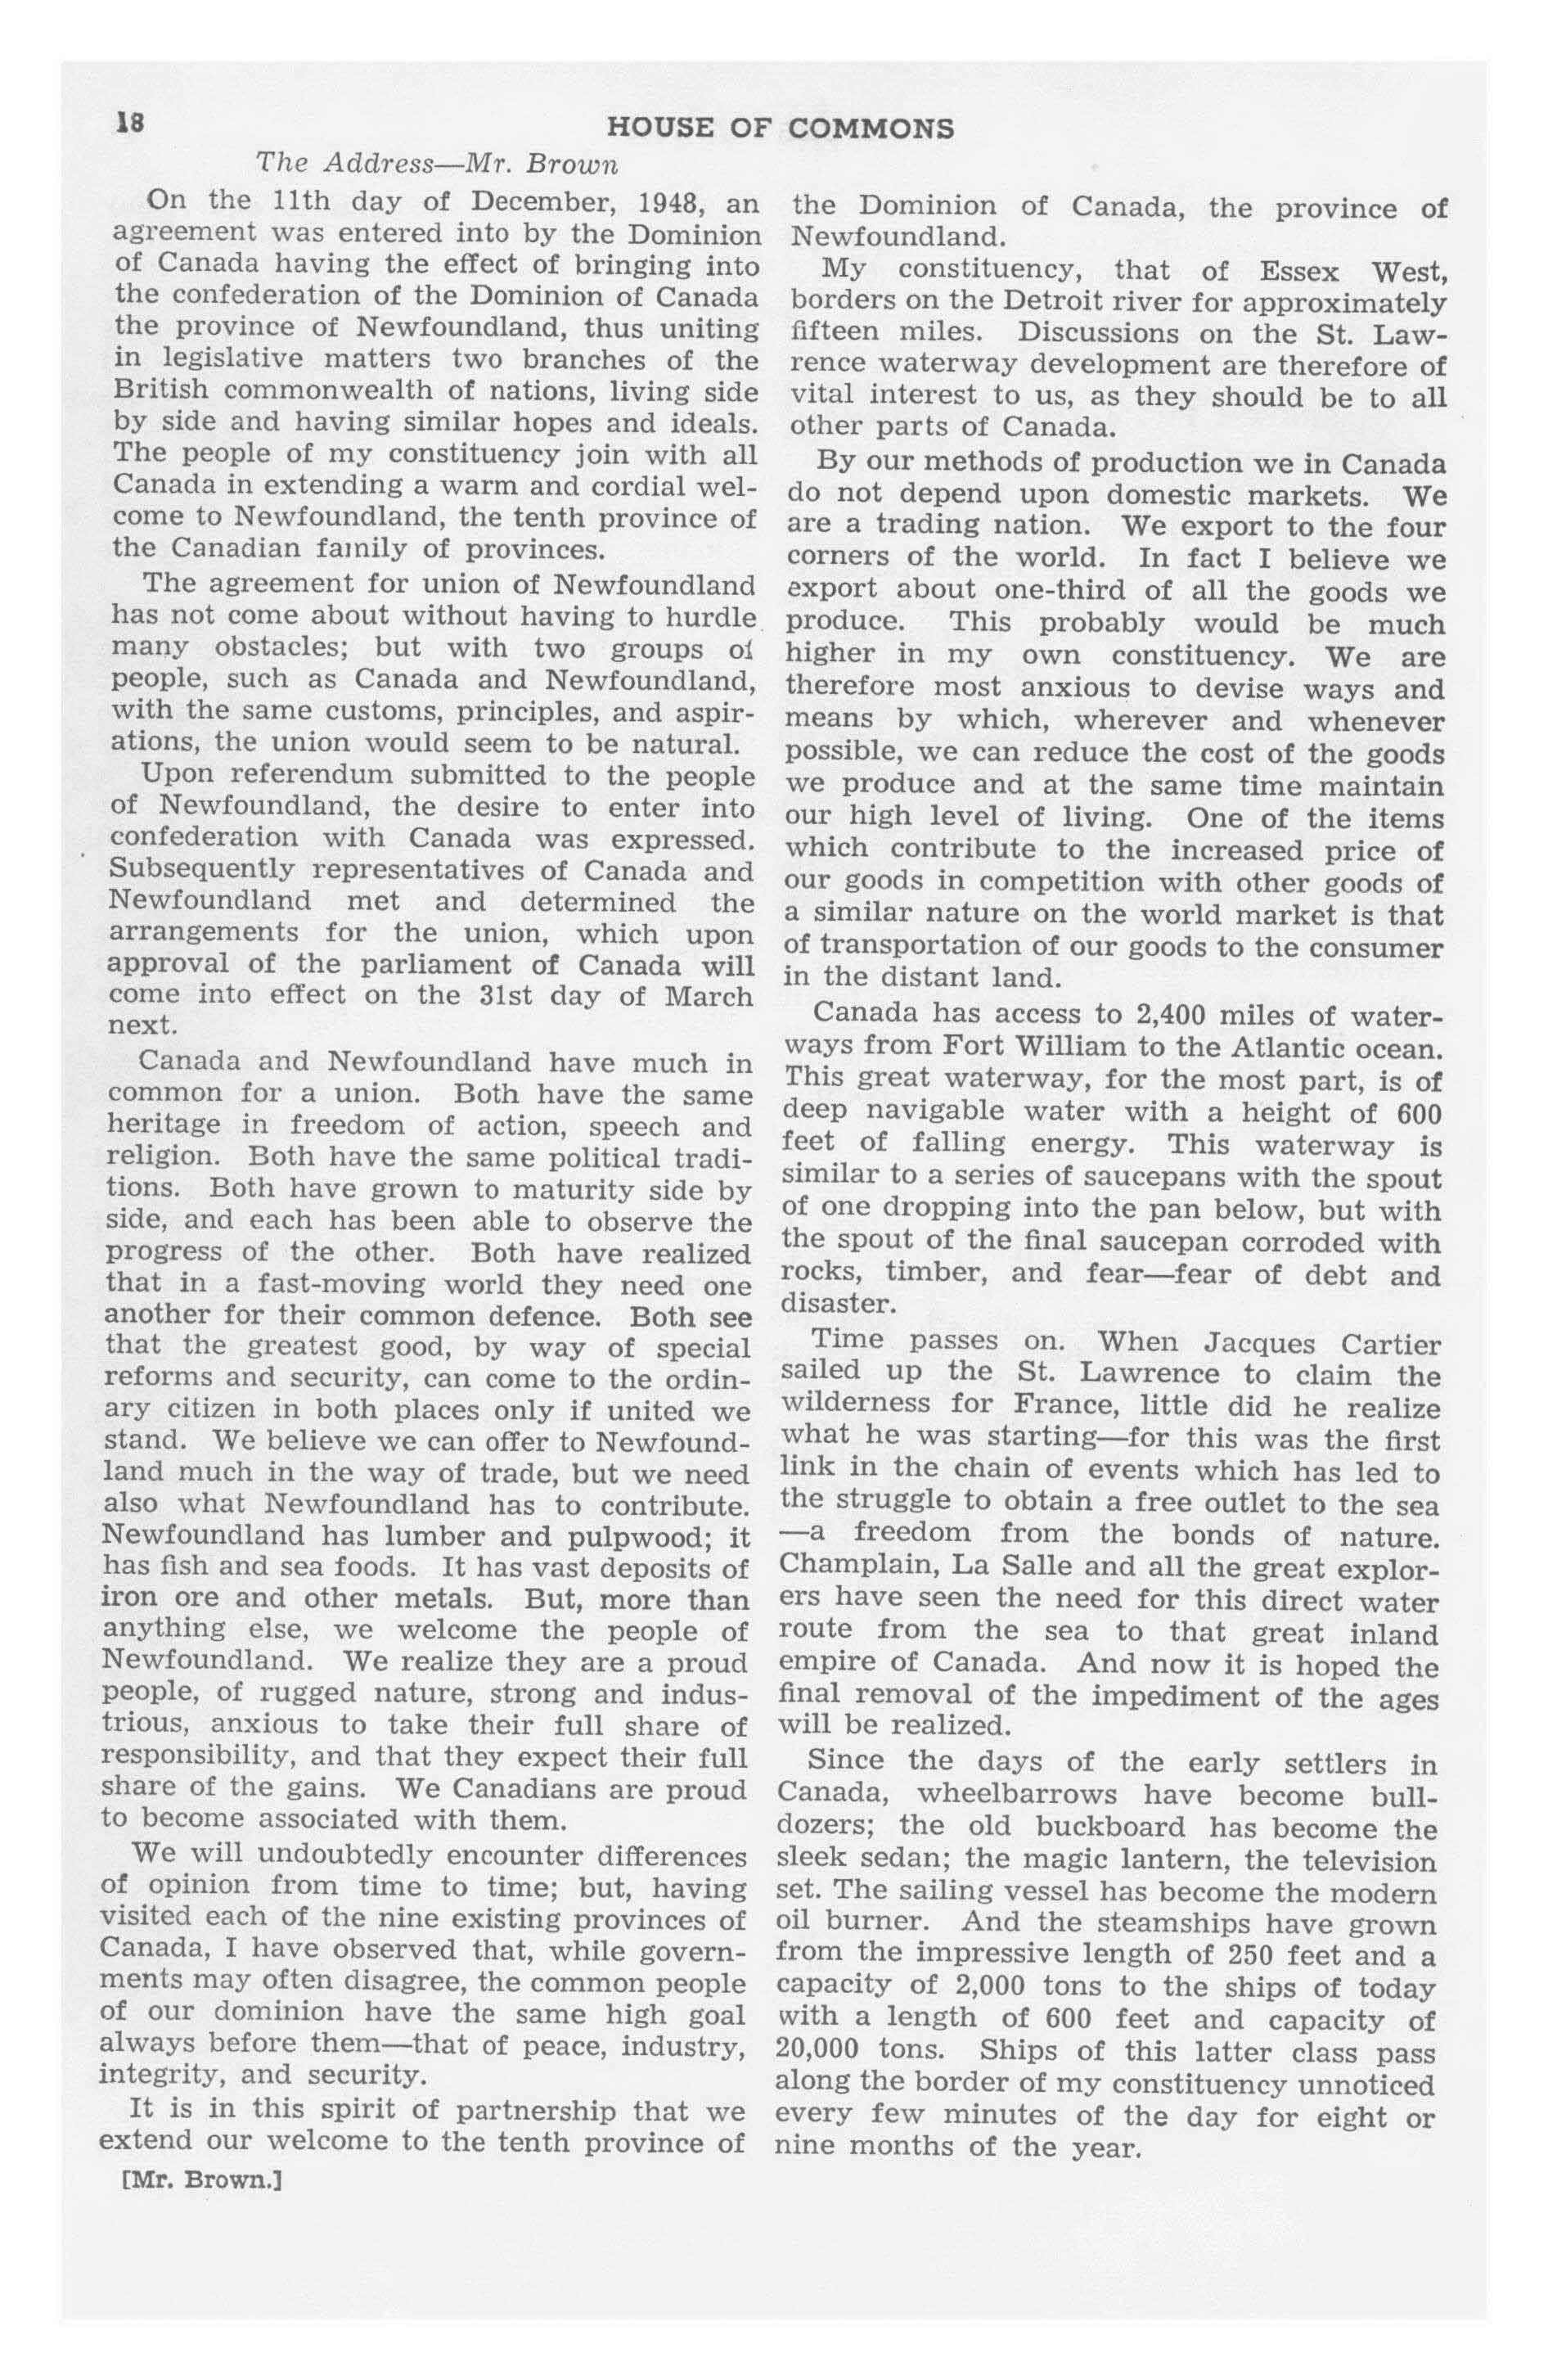 18
HOUSE OF COMMONS
The Address—Mr. Brown
On the 11th day of December, 1948, an
agreement was entered into by the Dominion
of Canada having the effect of bringing into
the confederation of the Dominion of Canada
the province of Newfoundland, thus uniting
in legislative matters two branches of the
British commonwealth of nations, living side
by side and having similar hopes and ideals.
The people of my constituency join with all
Canada in extending a warm and cordial wel-
come to Newfoundland, the tenth province of
the Canadian family of provinces.
The agreement for union of Newfoundland
has not come about without having to hurdle
many obstacles; but with two groups of
people, such as Canada and Newfoundland,
with the same customs, principles, and aspir-
ations, the union would seem to be natural.
Upon referendum submitted to the people
of Newfoundland, the desire to enter into
confederation with Canada was expressed.
Subsequently representatives of Canada and
Newfoundland met and determined the
arrangements for the union, which upon
approval of the parliament of Canada will
come into effect on the 31st day of March
next.
Canada and Newfoundland have much in
common for a union. Both have the same
heritage in freedom of action, speech and
religion. Both have the same political tradi-
tions. Both have grown to maturity side by
side, and each has been able to observe the
progress of the other. Both have realized
that in a fast-moving world they need one
another for their common defence. Both see
that the greatest good, by way of special
reforms and security, can come to the ordin-
ary citizen in both places only if united we
stand. We believe we can offer to Newfound-
land much in the way of trade, but we need
also what Newfoundland has to contribute.
Newfoundland has lumber and pulpwood; it
has fish and sea foods. It has vast deposits of
iron ore and other metals. But, more than
anything else, we welcome the people of
Newfoundland. We realize they are a proud
people, of rugged nature, strong and indus-
trious, anxious to take their full share of
responsibility, and that they expect their full
share of the gains. We Canadians are proud
to become associated with them.
We will undoubtedly encounter differences
of opinion from time to time; but, having
visited each of the nine existing provinces of
Canada, I have observed that, while govern-
ments may often disagree, the common people
of our dominion have the same high goal
always before them—that of peace, industry,
integrity, and security.
It is in this spirit of partnership that we
extend our welcome to the tenth province of
[Mr. Brown.]
the Dominion of Canada, the province of
Newfoundland.
My constituency, that of Essex West,
borders on the Detroit river for approximately
fifteen miles. Discussions on the St. Law-
rence waterway development are therefore of
vital interest to us, as they should be to all
other parts of Canada.
By our methods of production we in Canada
do not depend upon domestic markets. We
are a trading nation. We export to the four
corners of the world. In fact I believe we
export about one-third of all the goods we
produce. This probably would be much
higher in my own constituency. We are
therefore most anxious to devise ways and
means by which, wherever and whenever
possible, we can reduce the cost of the goods
we produce and at the same time maintain
our high level of living. One of the items
which contribute to the increased price of
our goods in competition with other goods of
a similar nature on the world market is that
of transportation of our goods to the consumer
in the distant land.
Canada has access to 2,400 miles of water-
ways from Fort William to the Atlantic ocean.
This great waterway, for the most part, is of
deep navigable water with a height of 600
feet of falling energy. This waterway is
similar to a series of saucepans with the spout
of one dropping into the pan below, but with
the spout of the final saucepan corroded with
rocks, timber, and fear—fear of debt and
disaster.
Time passes on. When Jacques Cartier
sailed up the St. Lawrence to claim the
wilderness for France, little did he realize
what he was starting—for this was the first
link in the chain of events which has led to
the struggle to obtain a free outlet to the sea
—a freedom from the bonds of nature.
Champlain, La Salle and all the great explor-
ers have seen the need for this direct water
route from the sea to that great inland
empire of Canada. And now it is hoped the
final removal of the impediment of the ages
will be realized.
Since the days of the early settlers in
Canada, wheelbarrows have become bull-
dozers; the old buckboard has become the
sleek sedan; the magic lantern, the television
set. The sailing vessel has become the modern
oil burner. And the steamships have grown
from the impressive length of 250 feet and a
capacity of 2,000 tons to the ships of today
with a length of 600 feet and capacity of
20,000 tons. Ships of this latter class pass
along the border of my constituency unnoticed
every few minutes of the day for eight or
nine months of the year.